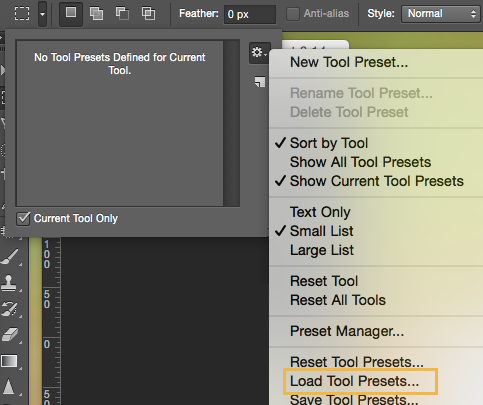 Feather: 0 px Anti-alias Style: Normal
No Tool Presets Defined for Current
Tool.
Current Tool Only
New Tool Preset...
Rename Tool Preset...
Delete Tool Preset
Sort by Tool
Show All Tool Presets
Show Current Tool Presets
Text Only
Small List
Large List
Reset Tool
Reset All Tools
Preset Manager...
Reset Tool Presets...
Load Tool Presets...
Save Tool Presets...
100
50
0